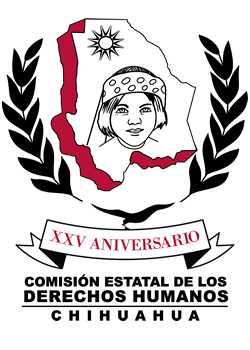 XXV ANIVERSARIO
COMISIÓN ESTATAL DE LOS
DERECHOS HUMANOS
CHIHUAHUA